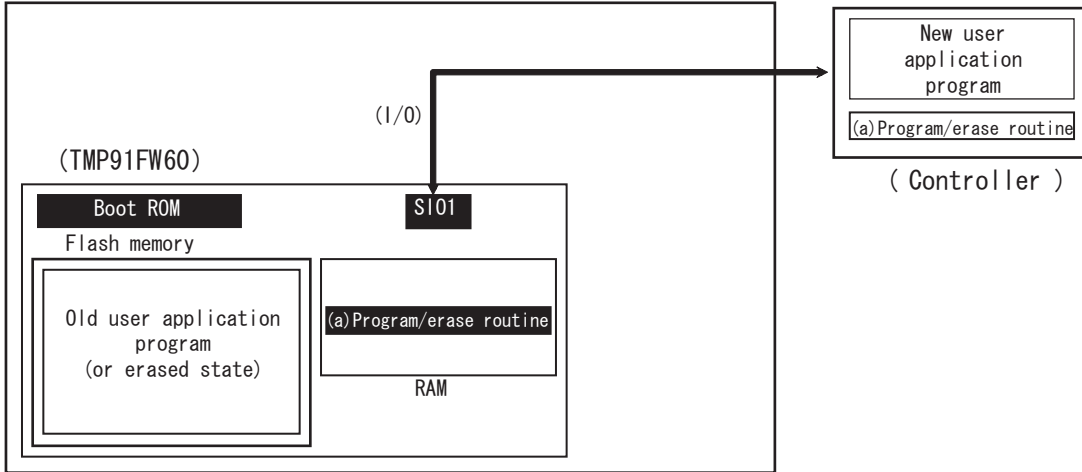 New user
application
program
(I/O)
(a)Program/erase routine
(TMP91FW60)
( Controller )
Boot ROM
SIO1
Flash memory
Old user application
program
(or erased state)
(a)Program/erase routine
RAM